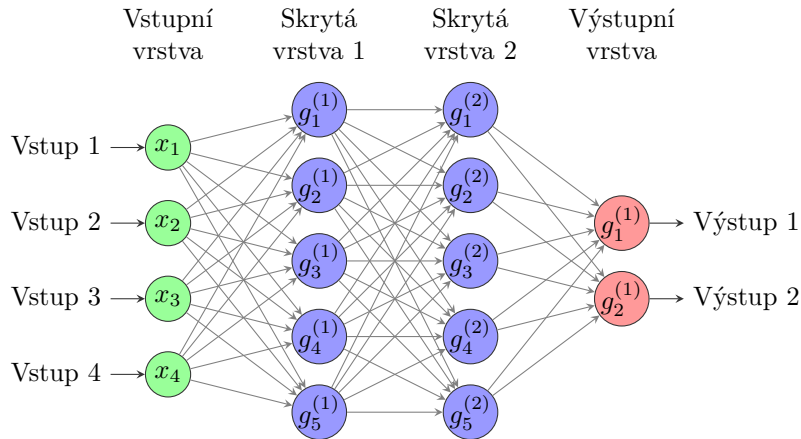 Vstupní vrstva
Skrytá vrstva 1
Skrytá vrstva 2
Výstupní vrstva
Vstup 1
Vstup 2
Vstup 3
Vstup 4
x₁
x₂
x₃
x₄
g₁⁽¹⁾
g₂⁽¹⁾
g₃⁽¹⁾
g₄⁽¹⁾
g₅⁽¹⁾
g₁⁽²⁾
g₂⁽²⁾
g₃⁽²⁾
g₄⁽²⁾
g₅⁽²⁾
g₁⁽¹⁾
g₂⁽¹⁾
Výstup 1
Výstup 2